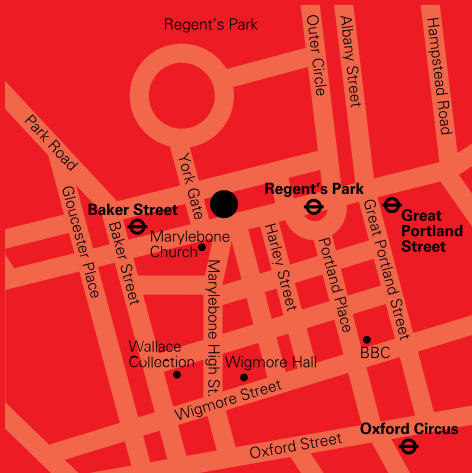 Regent's Park
Outer Circle
Albany Street
Hampstead Road
Park Road
York Gate
Regent's Park
Baker Street
Gloucester Place
Baker Street
Marylebone
Church
Great
Portland
Street
Great Portland Street
Harley Street
Portland Place
Marylebone High St.
Wallace
Collection
Wigmore Hall
BBC
Wigmore Street
Oxford Circus
Oxford Street